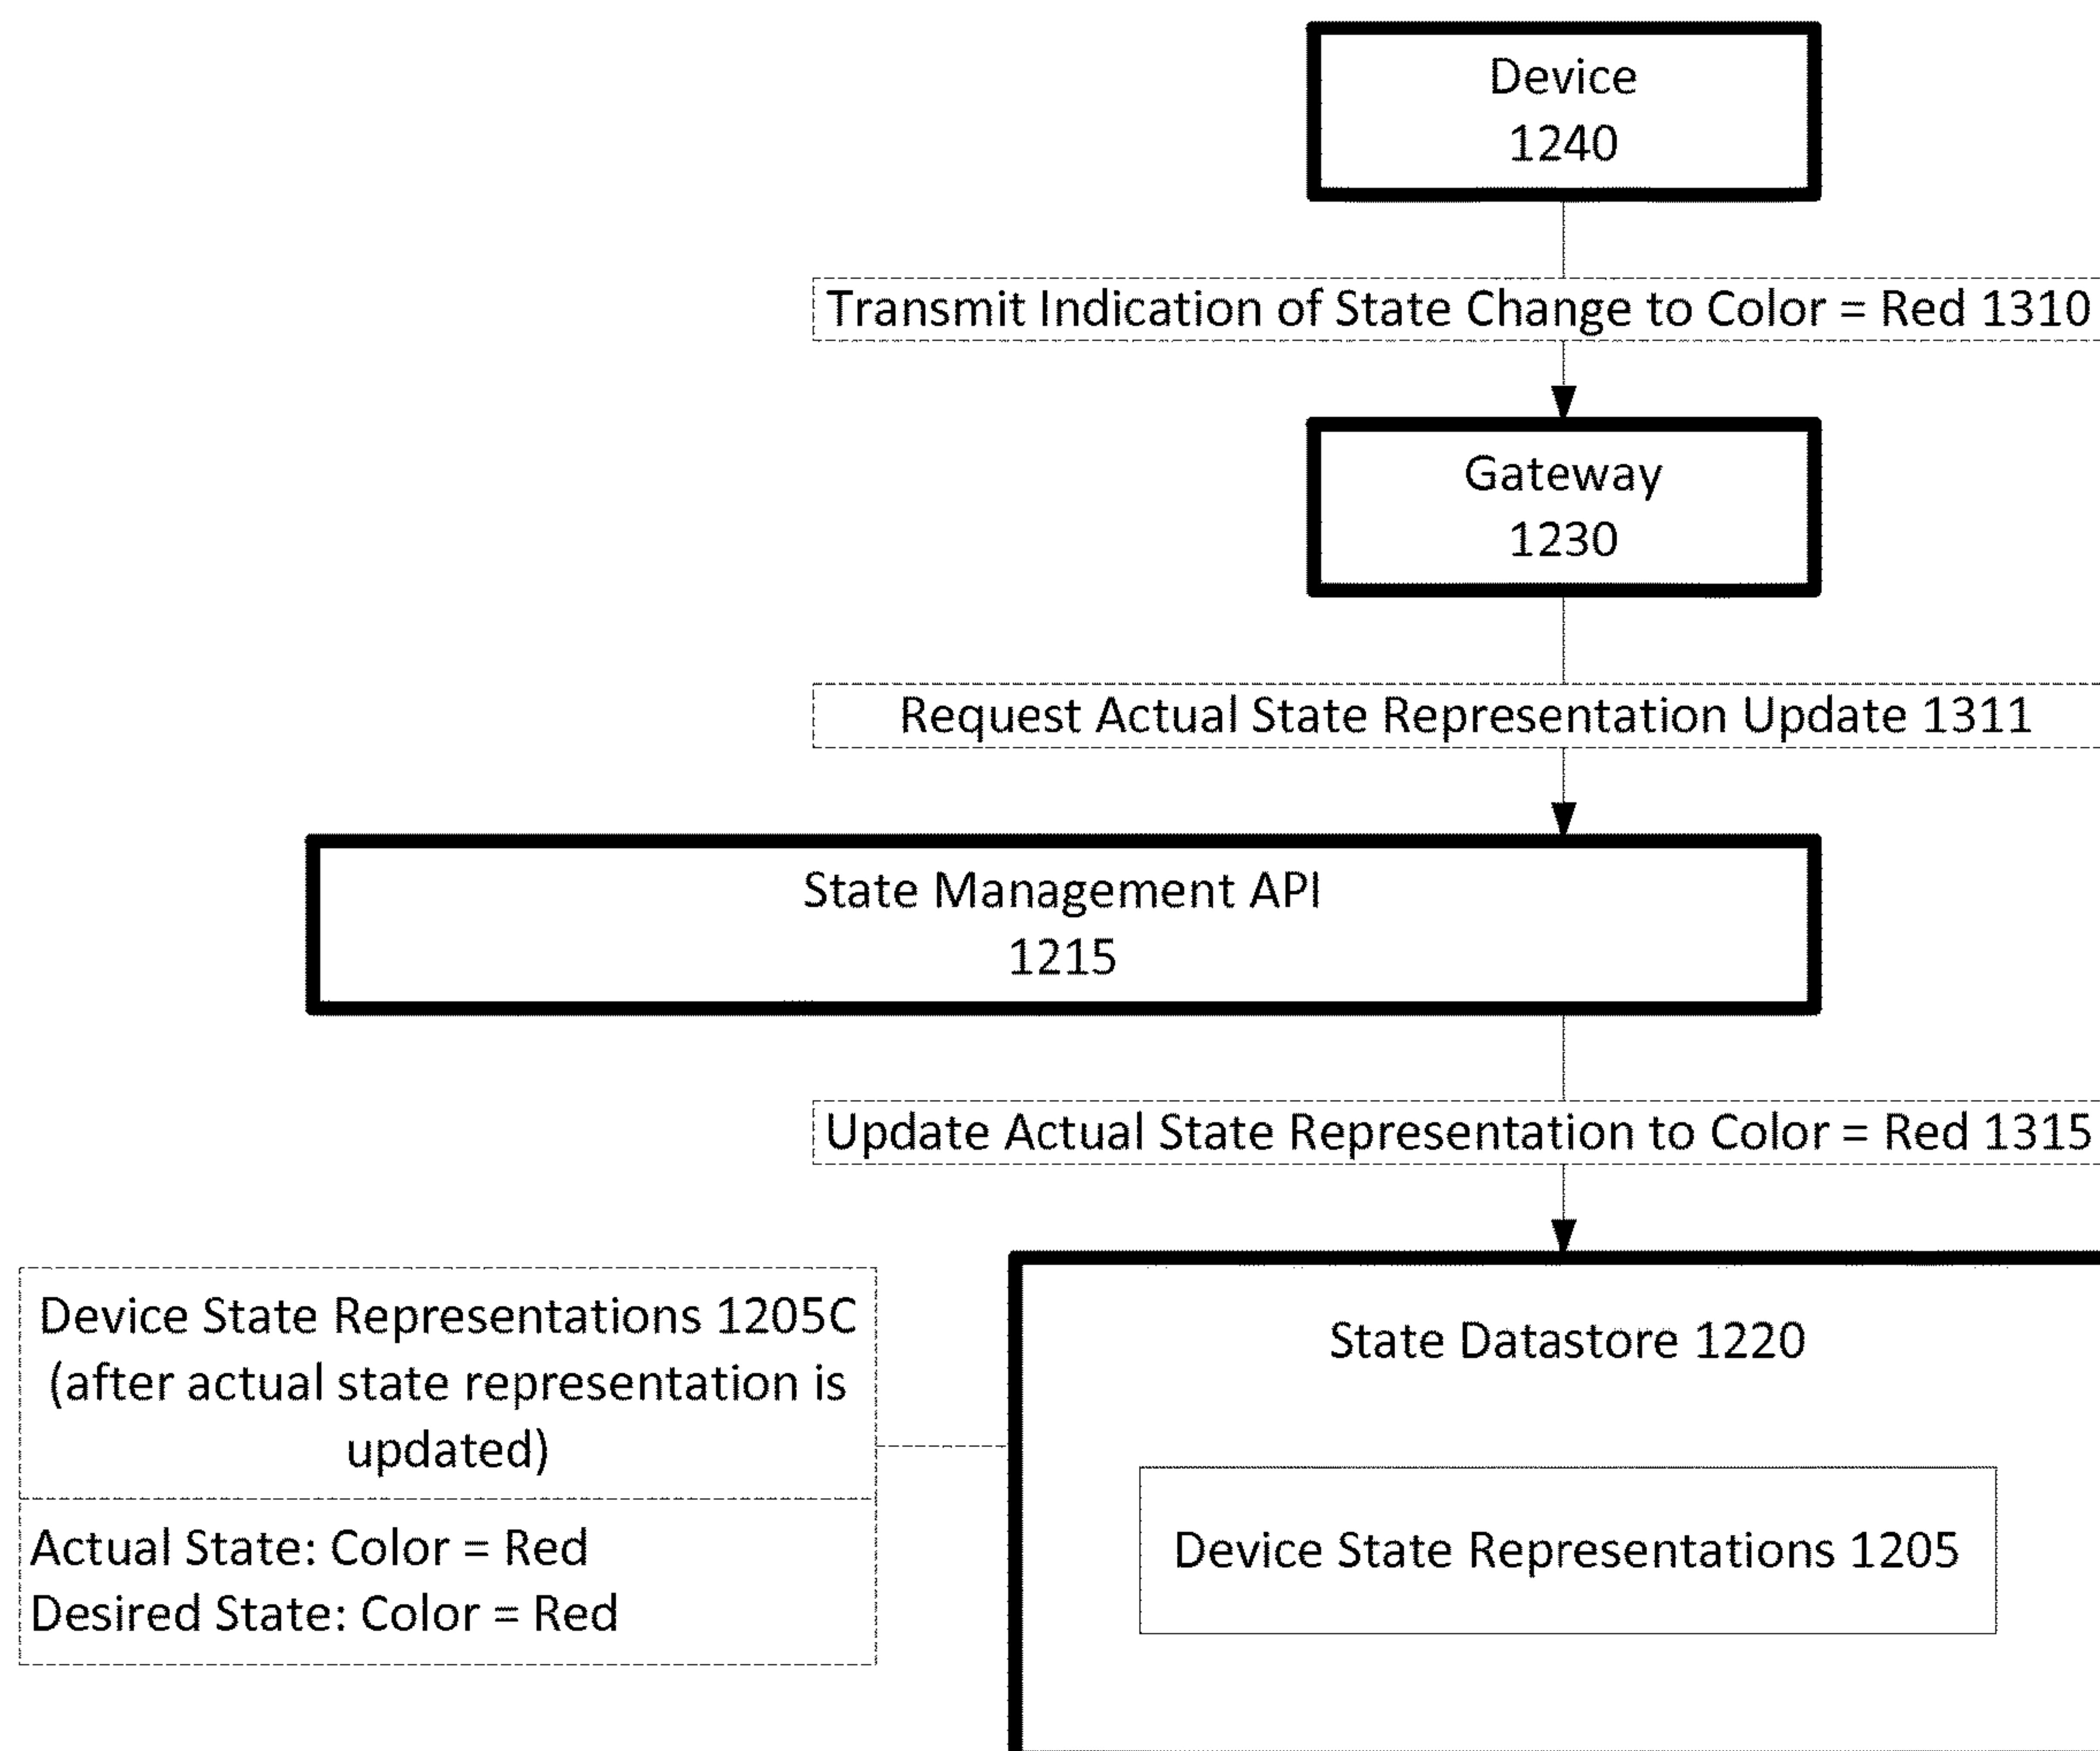 Device
1240
Transmit Indication of State Change to Color = Red 1310
Gateway
1230
Request Actual State Representation Update 1311
State Management API
1215
Update Actual State Representation to Color = Red 1315
Device State Representations 1205C
(after actual state representation is
updated)
Actual State: Color = Red
Desired State: Color = Red
State Datastore 1220
Device State Representations 1205